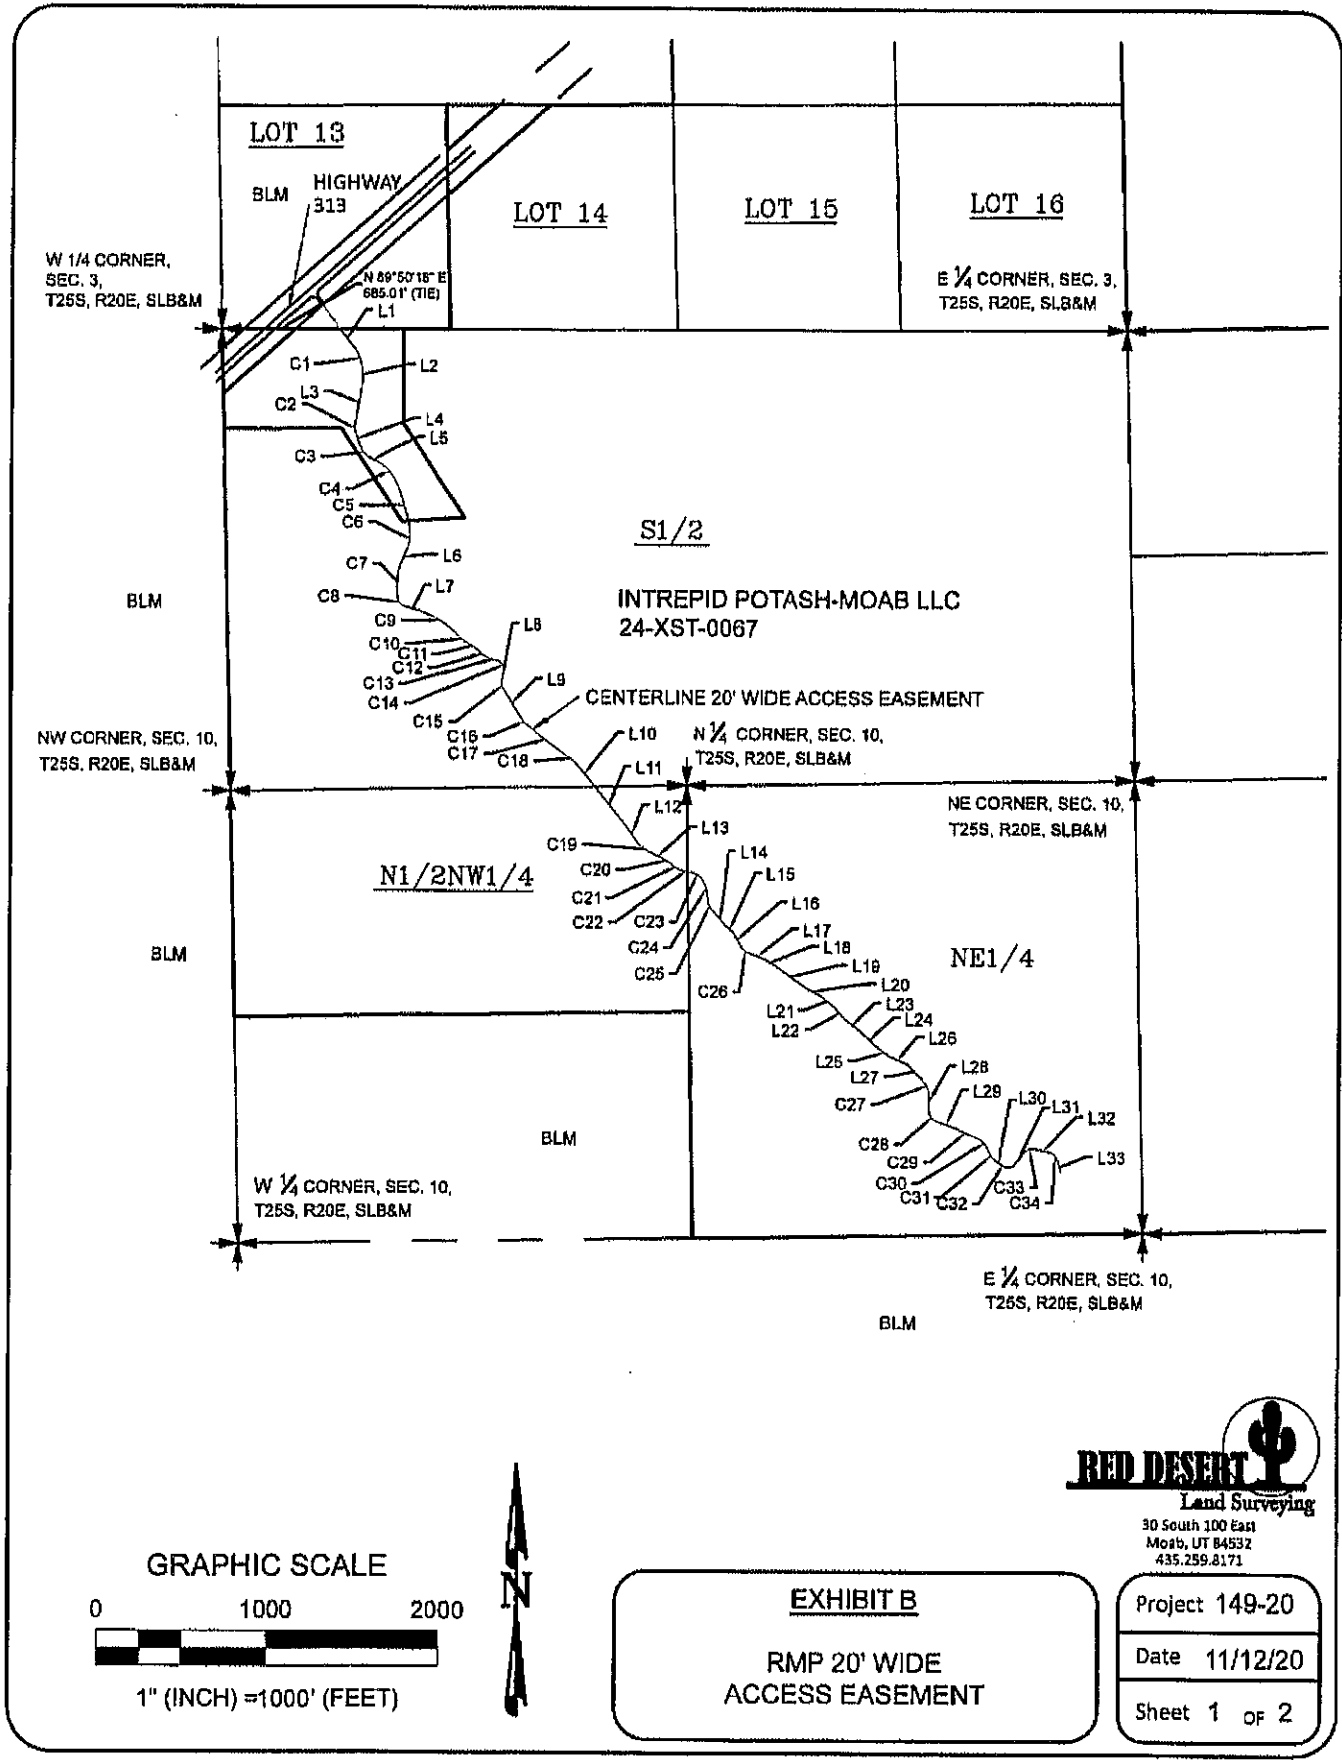 LOT 13
BLM
HIGHWAY
313
LOT 14
LOT 15
LOT 16
W 1/4 CORNER,
SEC. 3,
T25S, R20E, SLB&M
N 89°50'18" E
685.01' (TIE)
E 1/4 CORNER, SEC. 3,
T25S, R20E, SLB&M
L1
C1
L2
L3
C2
L4
L5
C3
C4
C5
C6
S1/2
L6
C7
L7
C8
BLM
INTREPID POTASH-MOAB LLC
24-XST-0067
C9
L8
C10
C11
C12
C13
L9
C14
CENTERLINE 20' WIDE ACCESS EASEMENT
C15
C16
C17
C18
L10
NW CORNER, SEC. 10,
T25S, R20E, SLB&M
N 1/4 CORNER, SEC. 10,
T25S, R20E, SLB&M
L11
L12
NE CORNER, SEC. 10,
T25S, R20E, SLB&M
L13
C19
L14
C20
N1/2NW1/4
L15
C21
L16
C22
C23
L17
C24
L18
BLM
NE1/4
C25
L19
C26
L20
L21
L23
L22
L24
L26
L25
L28
L27
C27
L29
L30
L31
L32
BLM
C28
L33
C29
C30
C31
C32
C33
C34
W 1/4 CORNER, SEC. 10,
T25S, R20E, SLB&M
E 1/4 CORNER, SEC. 10,
T25S, R20E, SLB&M
BLM
RED DESERT
Land Surveying
30 South 100 East
Moab, UT 84532
435.259.8171
GRAPHIC SCALE
0 1000 2000
1" (INCH) =1000' (FEET)
N
EXHIBIT B
RMP 20' WIDE
ACCESS EASEMENT
Project 149-20
Date 11/12/20
Sheet 1 OF 2